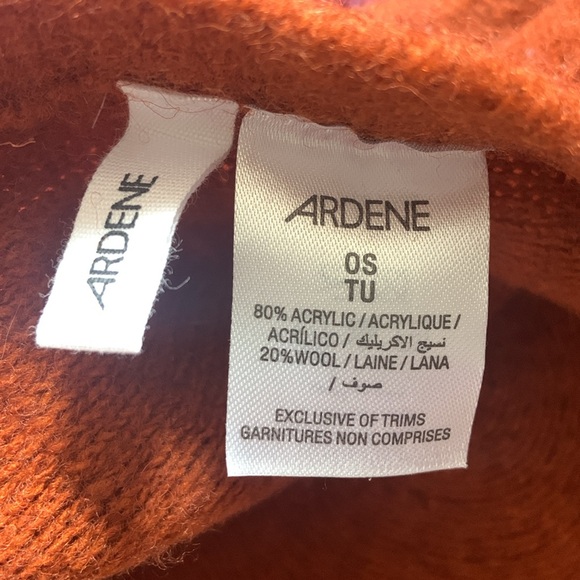 ARDENE
ARDENE
OS
TU
80% ACRYLIC / ACRYLIQUE /
ACRÍLICO / نسيج الاكريليك
20%WOOL / LAINE / LANA
/ صوف
EXCLUSIVE OF TRIMS
GARNITURES NON COMPRISES